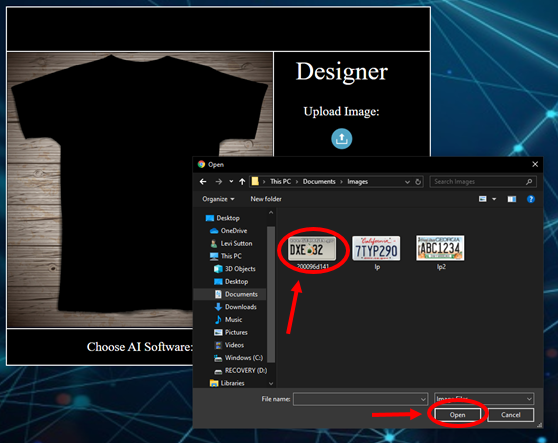 Designer
Upload Image:
Choose AI Software:
Open
This PC > Documents > Images
Search Images
Organize
New folder
Desktop
OneDrive
Levi Sutton
This PC
3D Objects
Desktop
Documents
Downloads
Music
Pictures
Videos
Windows (C:)
RECOVERY (D:)
Libraries
DXE 32
?00096d141
California
7TYP290
lp
GEORGIA
ABC1234
lp2
File name:
Image Files
Open
Cancel